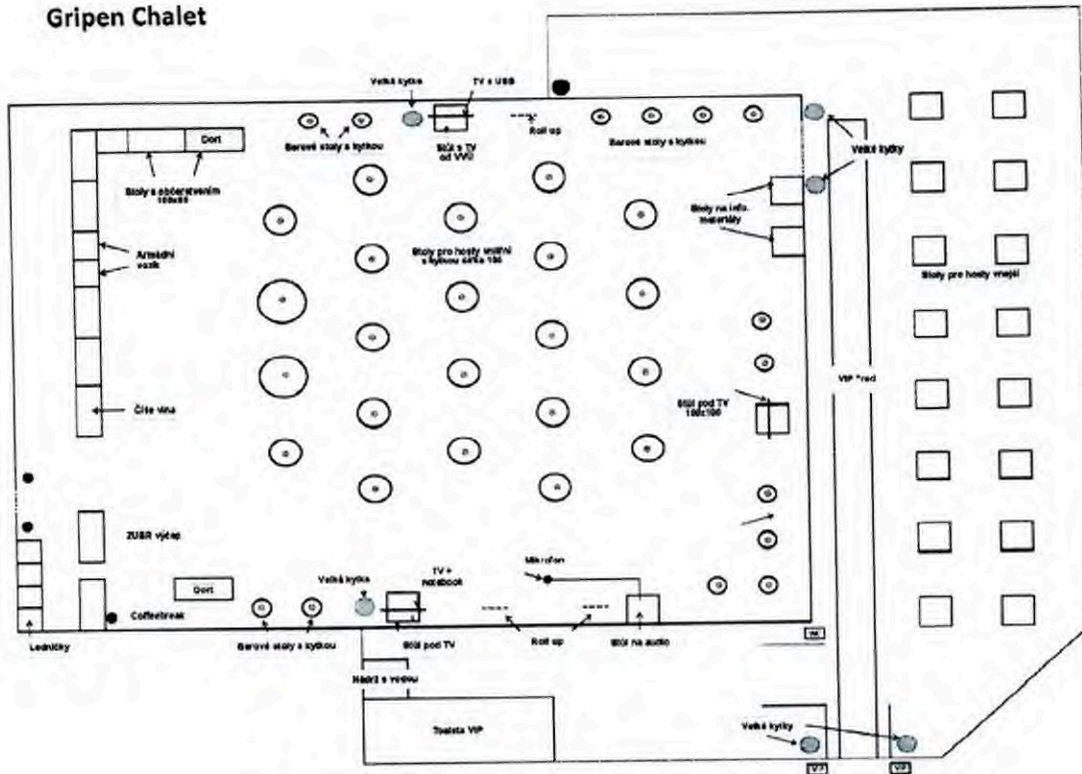 Gripen Chalet
Velká kytka
TV s USB
Barové stoly s kytkou
Stůl s TV
od VVÚ
Roll up
Barové stoly s kytkou
Velké kytky
Dort
Stoly s občerstvením
Armádní
vozík
Stoly pro hosty vnitřní
s kytkou šířka 100
Stoly na info.
materiály
Stoly pro hosty vnější
Číše vína
Stůl pod TV
100x100
ZUBR výčep
Dort
Coffeebreak
Velká kytka
TV +
notebook
Mikrofon
Ledničky
Barové stoly s kytkou
Stůl pod TV
Roll up
Stůl na audio
Nádrž s vodou
Toaleta VIP
Velké kytky